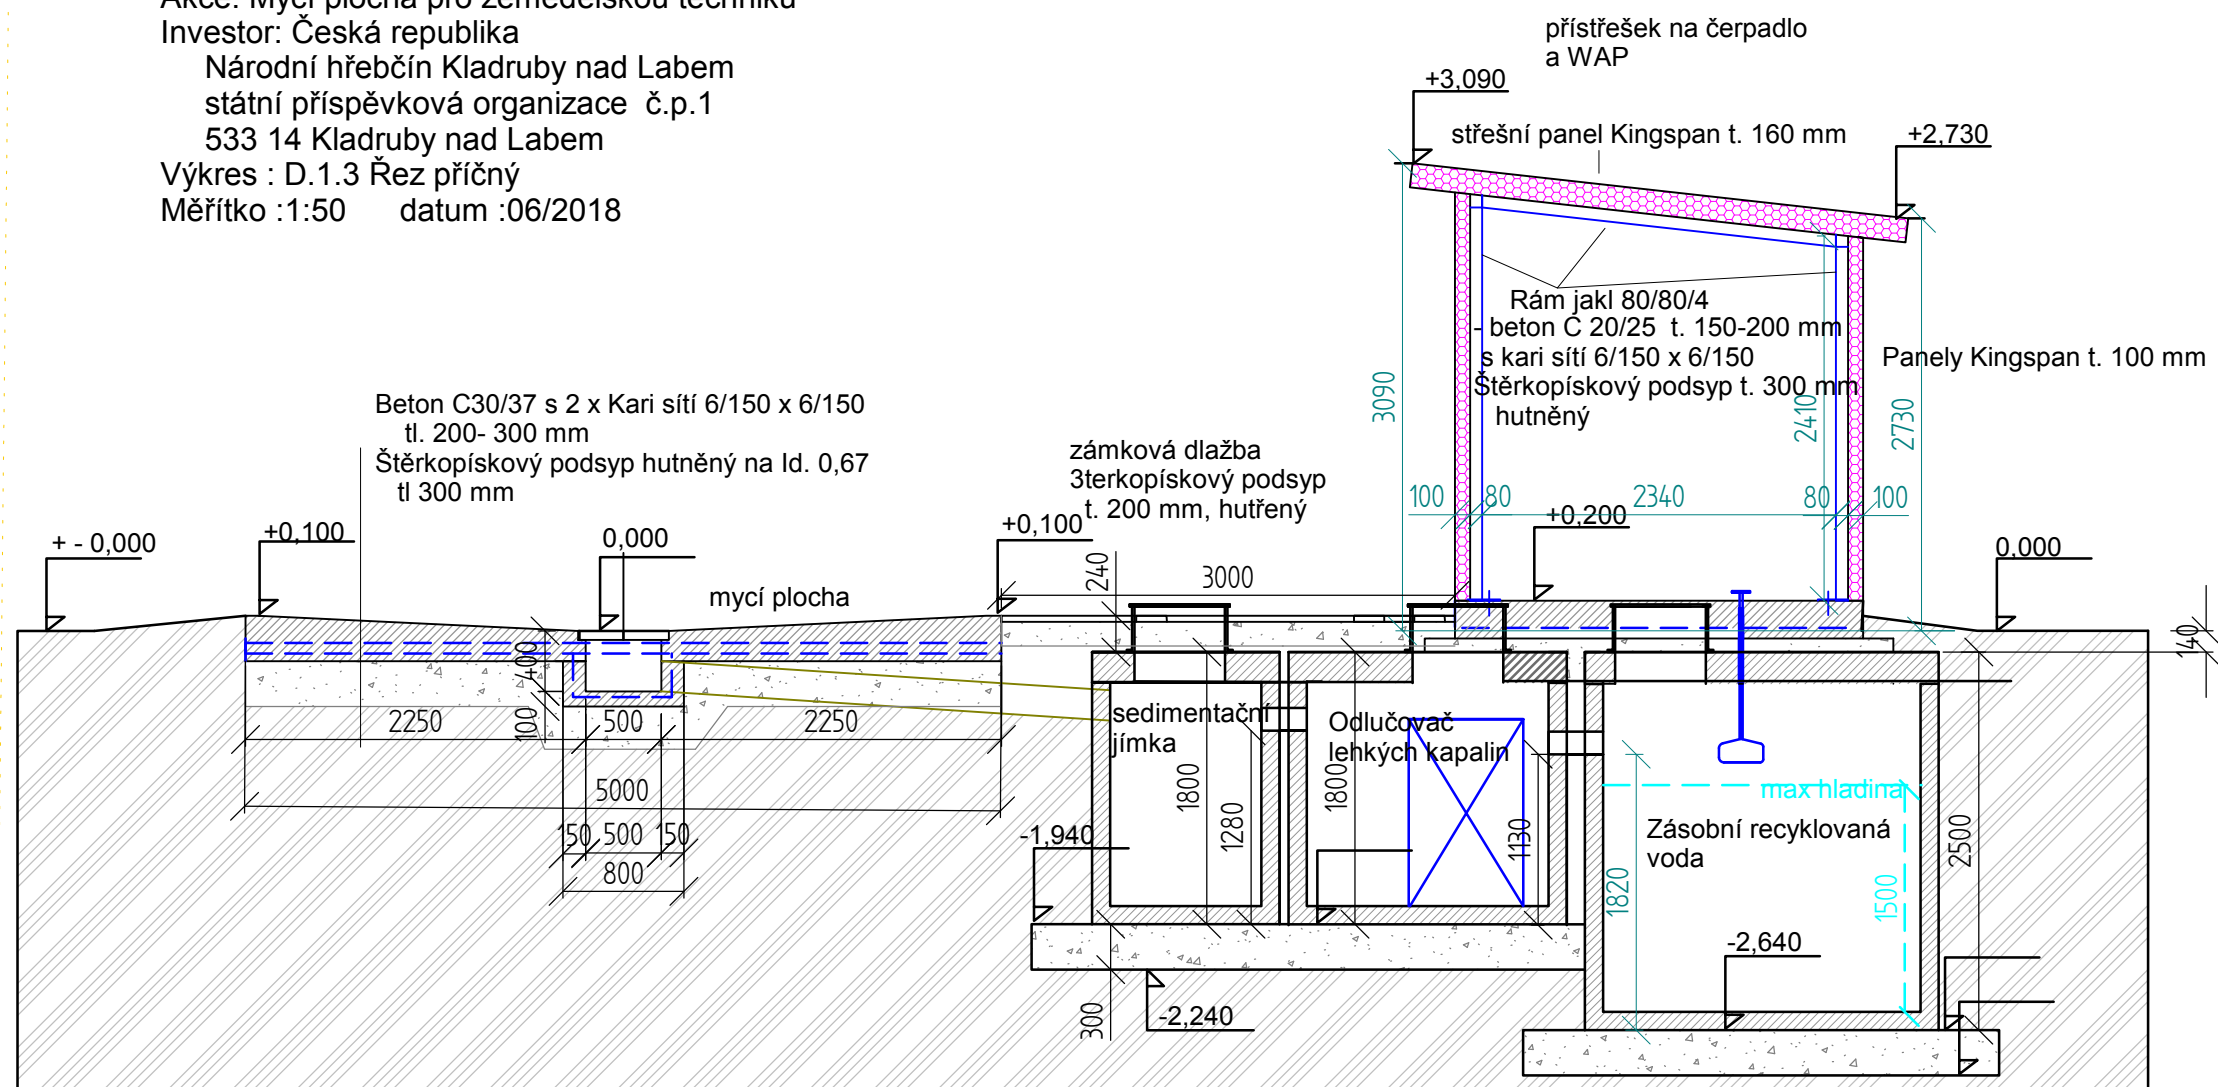 Akce: Mycí plocha pro zemědělskou techniku
Investor: Česká republika
Národní hřebčín Kladruby nad Labem
státní příspěvková organizace č.p.1
533 14 Kladruby nad Labem
Výkres : D.1.3 Řez příčný
Měřítko :1:50 datum :06/2018
přístřešek na čerpadlo
a WAP
+3,090
střešní panel Kingspan t. 160 mm
+2,730
Rám jakl 80/80/4
- beton C 20/25 t. 150-200 mm
s kari sítí 6/150 x 6/150
Štěrkopískový podsyp t. 300 mm
hutněný
Panely Kingspan t. 100 mm
3090
2410
2730
100
80
2340
80
100
+0,200
Beton C30/37 s 2 x Kari sítí 6/150 x 6/150
tl. 200- 300 mm
Štěrkopískový podsyp hutněný na Id. 0,67
tl 300 mm
zámková dlažba
3terkopískový podsyp
t. 200 mm, hutřený
+ - 0,000
+0,100
0,000
+0,100
0,000
mycí plocha
240
3000
140
400
100
2250
500
2250
5000
150
500
150
800
sedimentační
jímka
Odlučovač
lehkých kapalin
1800
1280
1800
1130
max hladina
Zásobní recyklovaná
voda
1820
1500
2500
-1,940
-2,640
300
-2,240